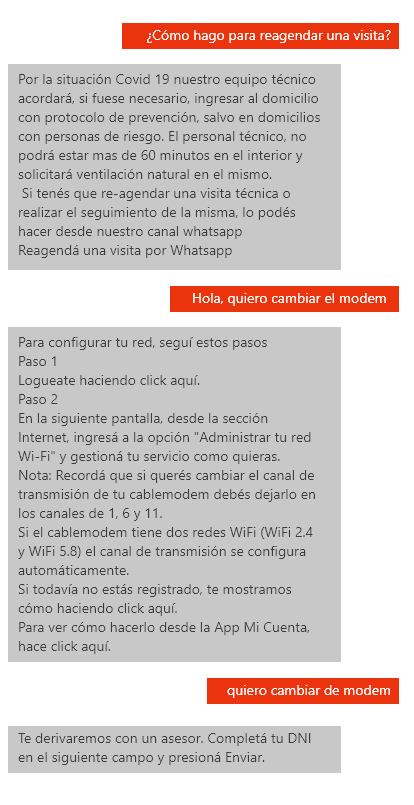 ¿Cómo hago para reagendar una visita?
Por la situación Covid 19 nuestro equipo técnico
acordará, si fuese necesario, ingresar al domicilio
con protocolo de prevención, salvo en domicilios
con personas de riesgo. El personal técnico, no
podrá estar mas de 60 minutos en el interior y
solicitará ventilación natural en el mismo.
Si tenés que re-agendar una visita técnica o
realizar el seguimiento de la misma, lo podés
hacer desde nuestro canal whatsapp
Reagendá una visita por Whatsapp
Hola, quiero cambiar el modem
Para configurar tu red, seguí estos pasos
Paso 1
Logueate haciendo click aquí.
Paso 2
En la siguiente pantalla, desde la sección
Internet, ingresá a la opción "Administrar tu red
Wi-Fi" y gestioná tu servicio como quieras.
Nota: Recordá que si querés cambiar el canal de
transmisión de tu cablemodem debés dejarlo en
los canales de 1, 6 y 11.
Si el cablemodem tiene dos redes WiFi (WiFi 2.4
y WiFi 5.8) el canal de transmisión se configura
automáticamente.
Si todavía no estás registrado, te mostramos
cómo haciendo click aquí.
Para ver cómo hacerlo desde la App Mi Cuenta,
hace click aquí.
quiero cambiar de modem
Te derivaremos con un asesor. Completá tu DNI
en el siguiente campo y presioná Enviar.